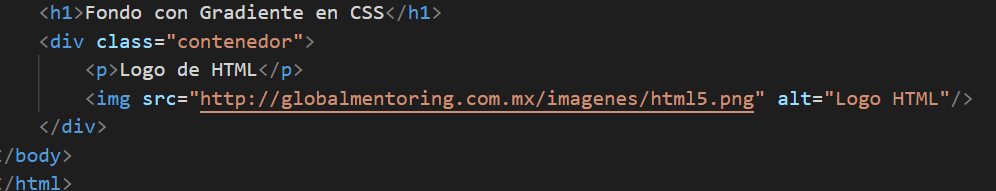 <h1>Fondo con Gradiente en CSS</h1>
<div class="contenedor">
<p>Logo de HTML</p>
<img src="http://globalmentoring.com.mx/imagenes/html5.png" alt="Logo HTML"/>
</div>
</body>
</html>